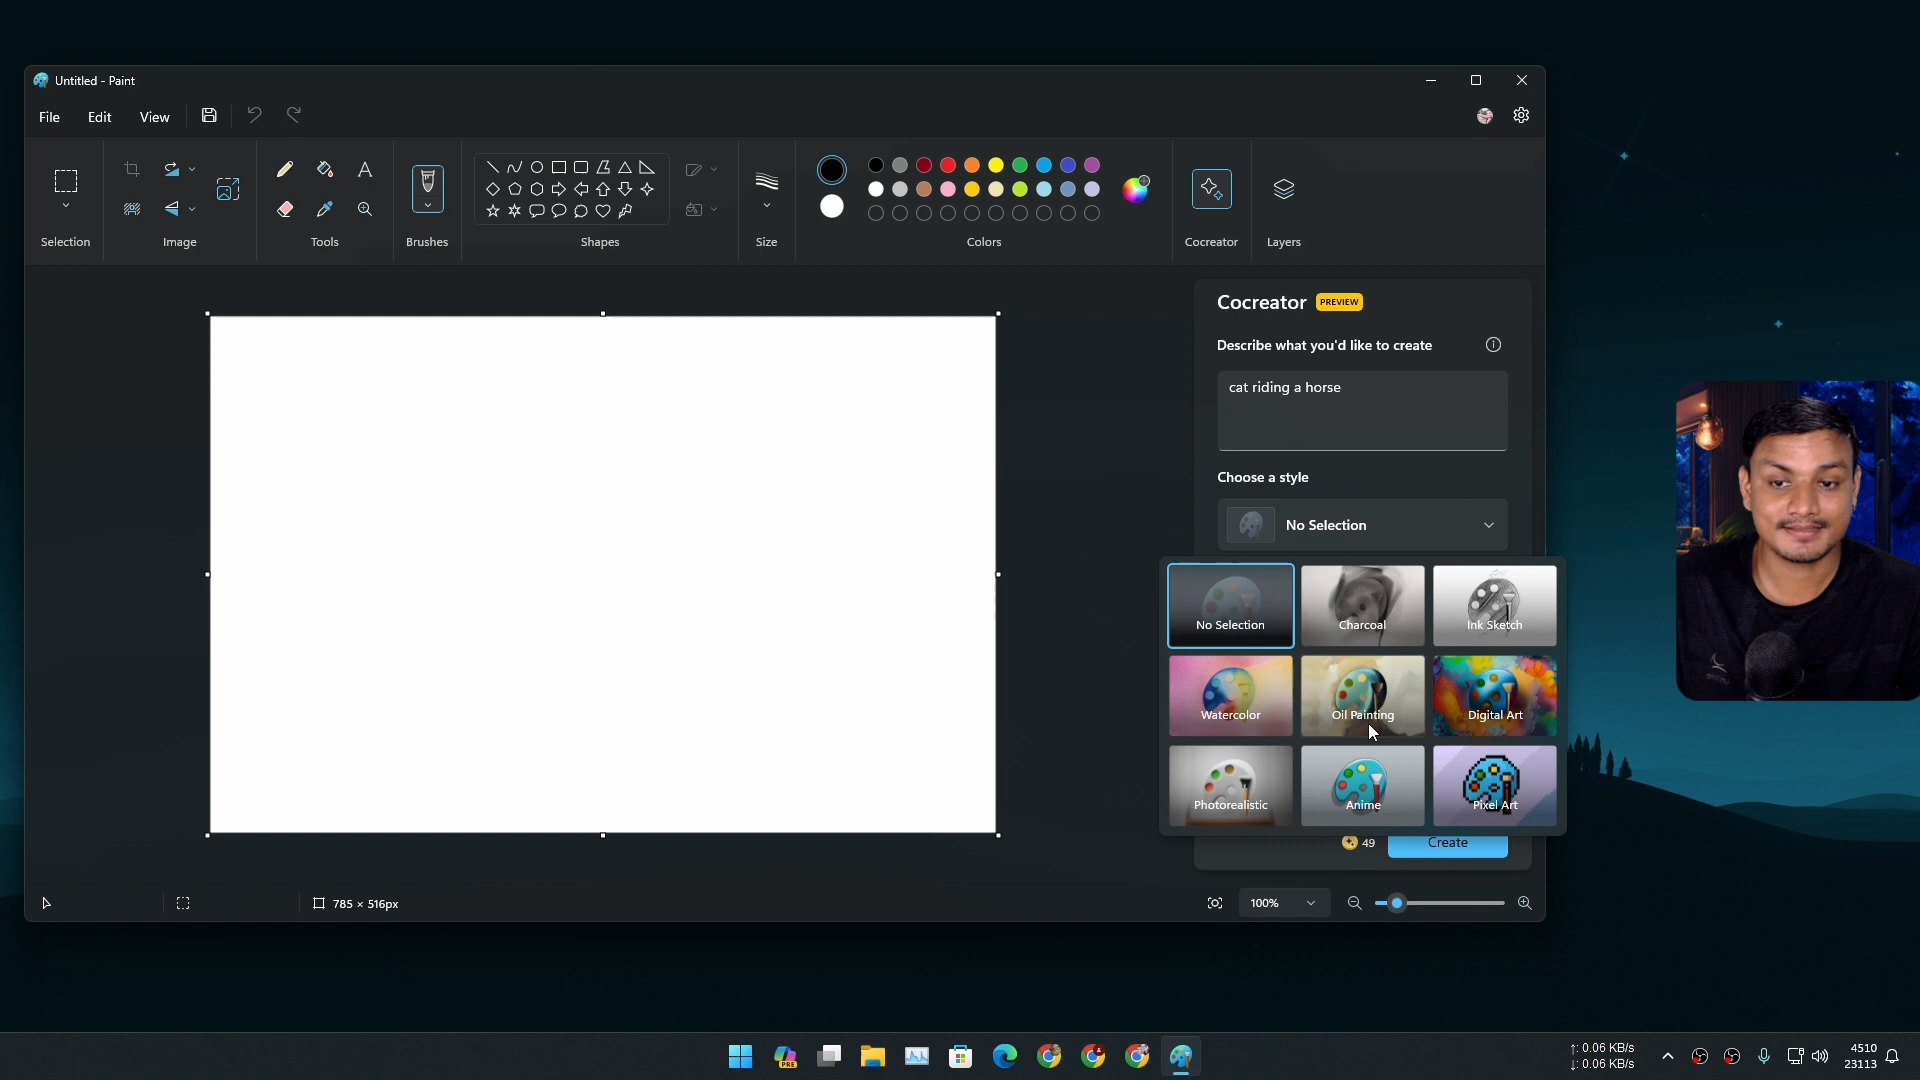 Untitled - Paint
File Edit View
Selection Image Tools Brushes Shapes Size Colors Cocreator Layers
Cocreator PREVIEW
Describe what you'd like to create
cat riding a horse
Choose a style
No Selection
No Selection Charcoal Ink Sketch
Watercolor Oil Painting Digital Art
Photorealistic Anime Pixel Art
49 Create
785 × 516px 100%
PRE
↑: 0.06 KB/s
↓: 0.06 KB/s
4510
23113